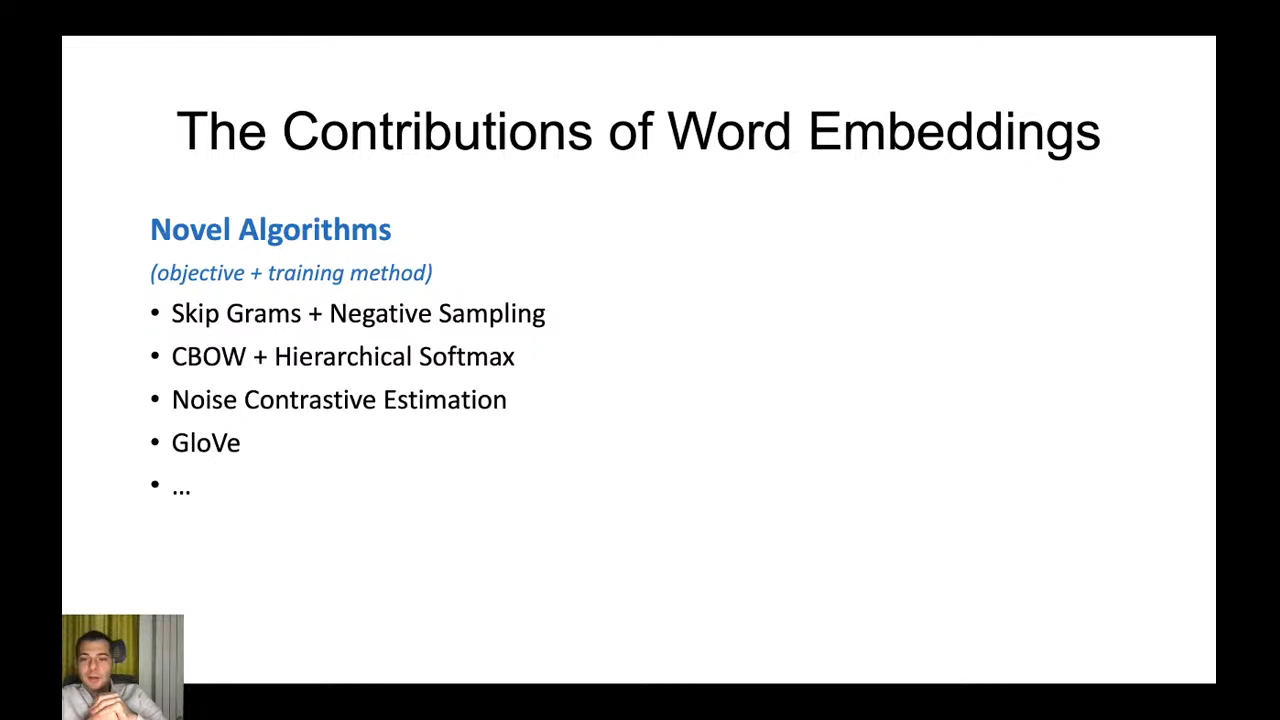 The Contributions of Word Embeddings
Novel Algorithms
(objective + training method)
• Skip Grams + Negative Sampling
• CBOW + Hierarchical Softmax
• Noise Contrastive Estimation
• GloVe
• ...